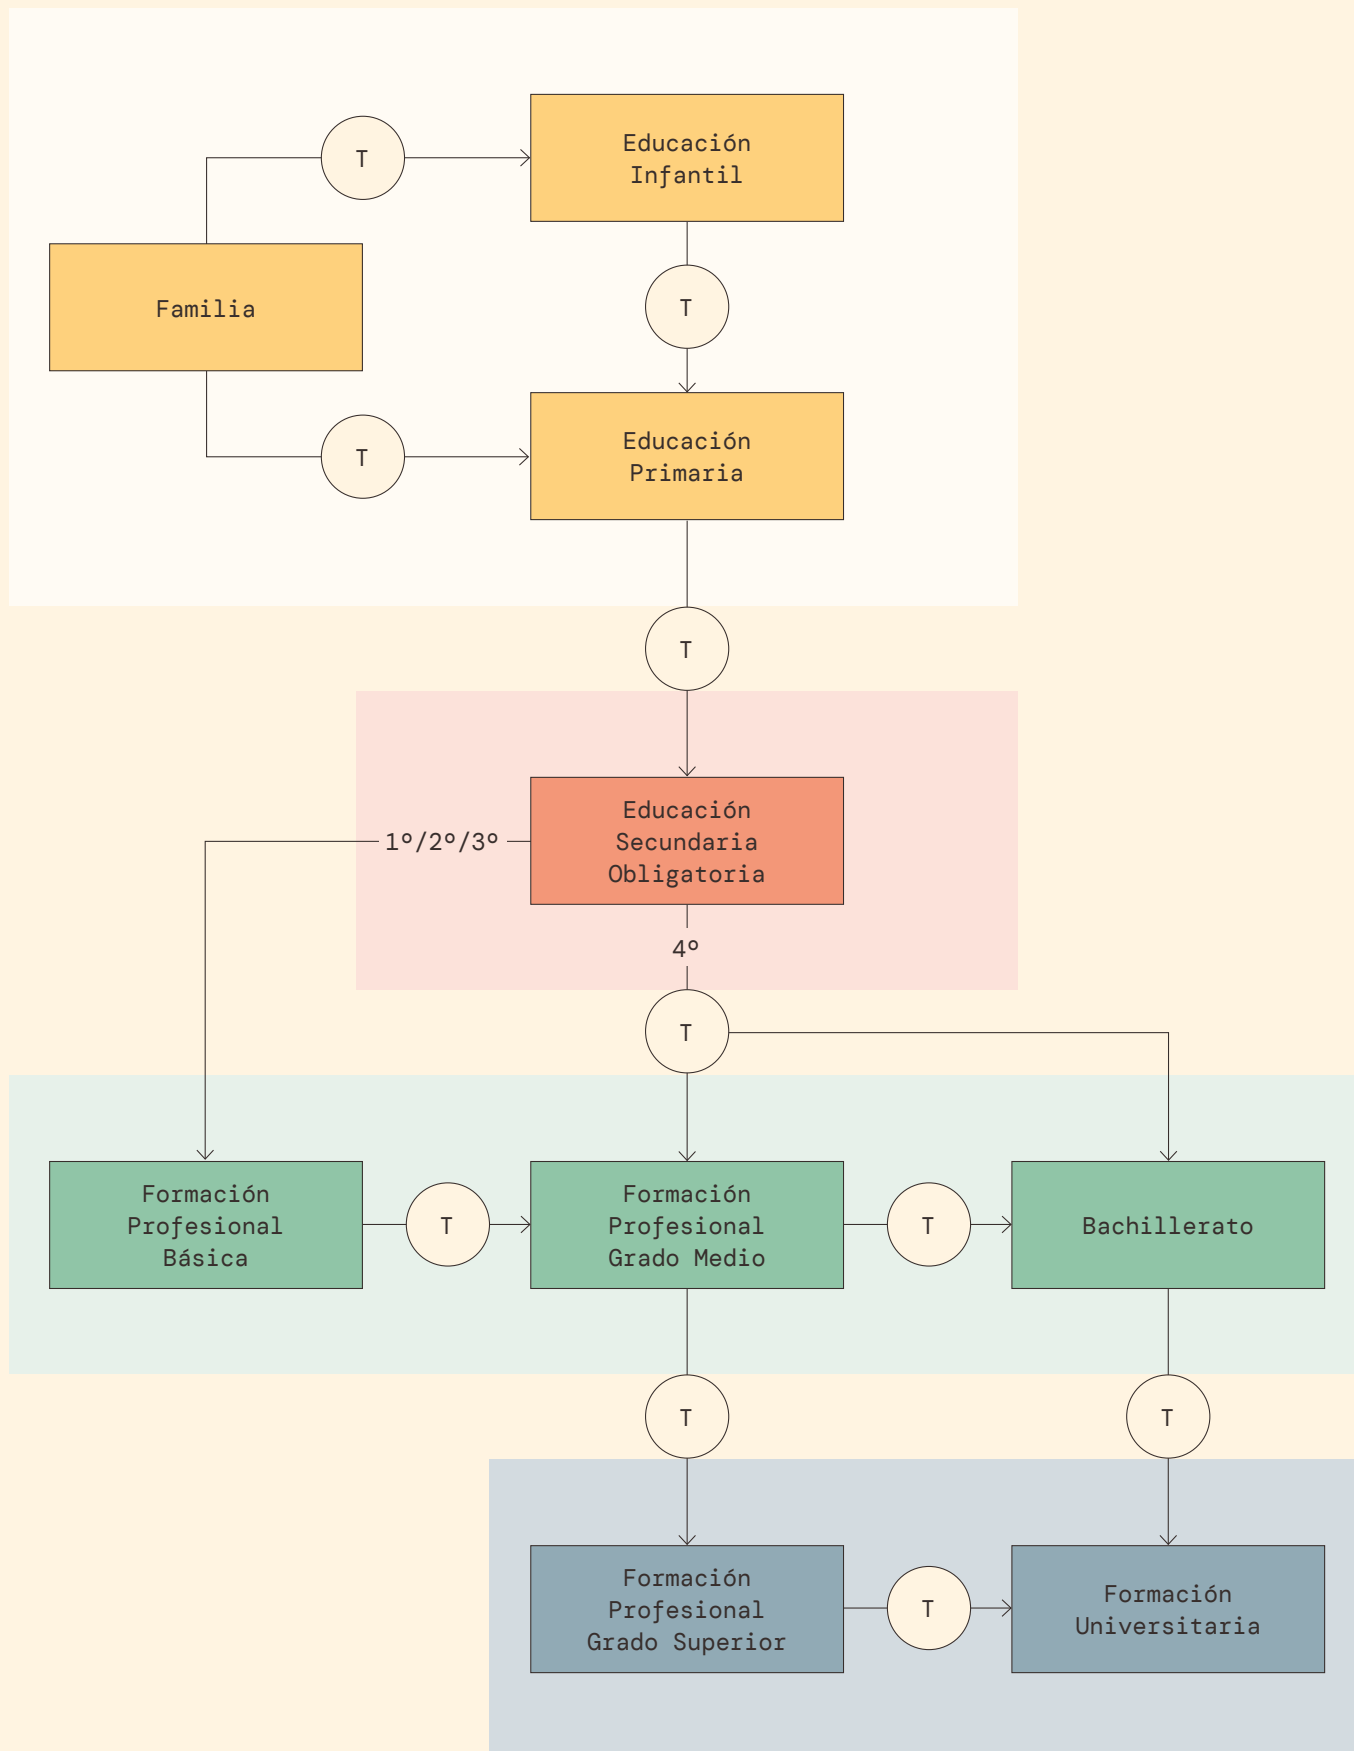 T
Educación
Infantil
Familia
T
T
Educación
Primaria
T
1º/2º/3º
Educación
Secundaria
Obligatoria
4º
T
Formación
Profesional
Básica
T
Formación
Profesional
Grado Medio
T
Bachillerato
T
T
Formación
Profesional
Grado Superior
T
Formación
Universitaria